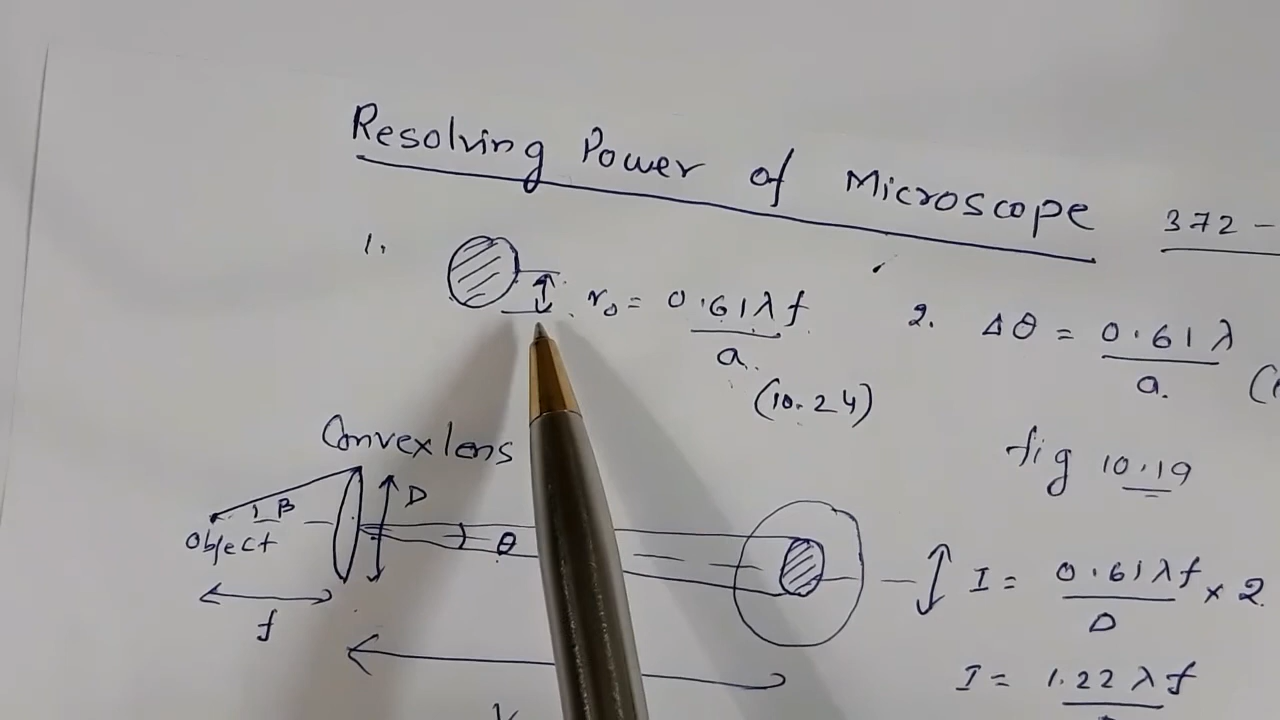 Resolving Power of Microscope
372 -
1.
r₀ = 0.61λf / a
(10.24)
2. Δθ = 0.61λ / a
fig 10.19
Convex lens
β
D
θ
Object
f
I = 0.61λf / D × 2
I = 1.22λf